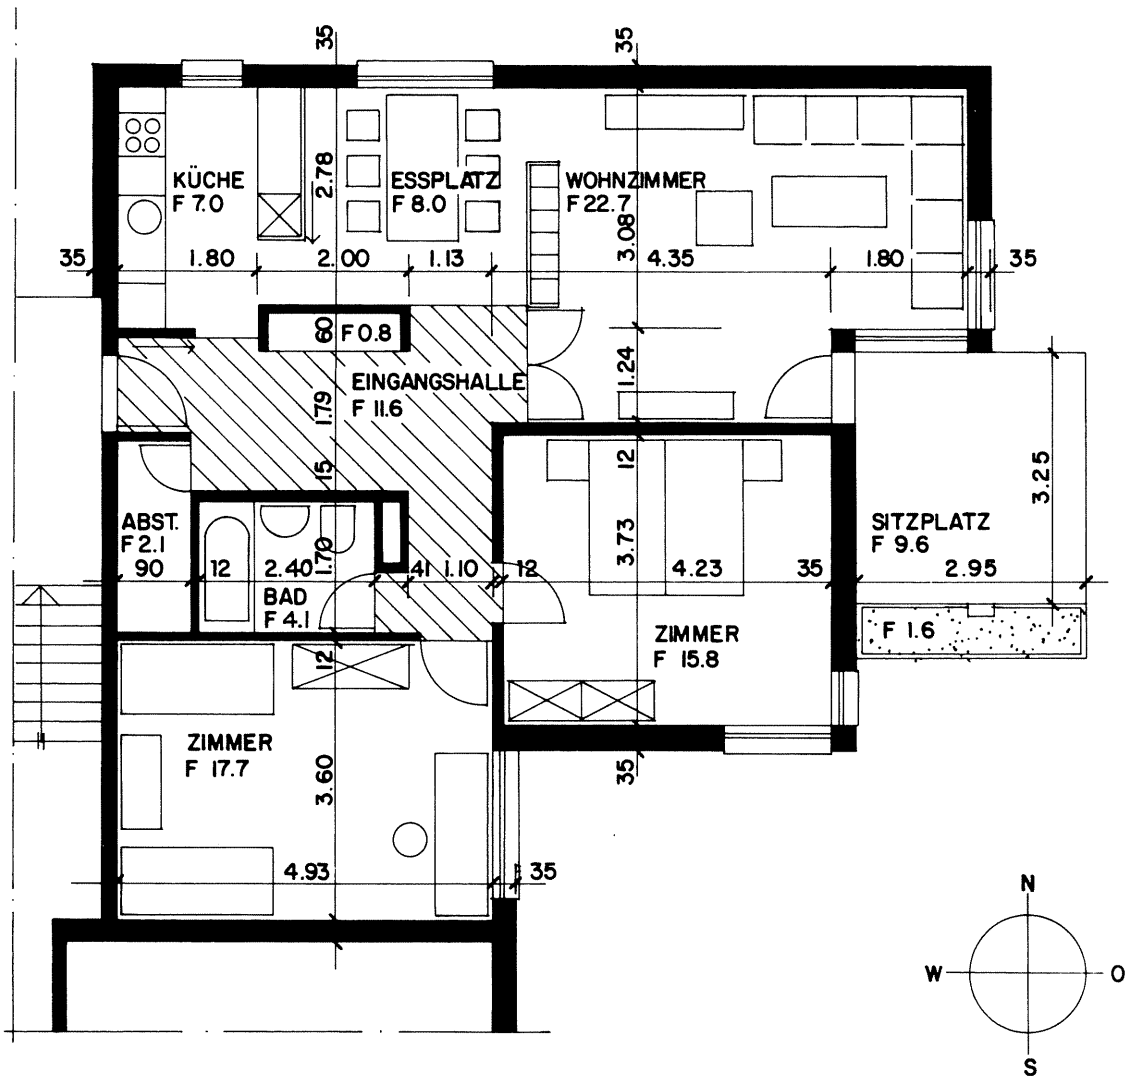 35
35
KÜCHE
F 7.0
2.78
ESSPLATZ
F 8.0
WOHNZIMMER
F 22.7
3.08
35
1.80
2.00
1.13
4.35
1.80
35
60
F 0.8
EINGANGSHALLE
F 11.6
1.79
1.24
15
12
3.25
ABST.
F 2.1
90
12
2.40
1.70
41
1.10
12
3.73
4.23
35
SITZPLATZ
F 9.6
2.95
BAD
F 4.1
F 1.6
ZIMMER
F 15.8
12
ZIMMER
F 17.7
3.60
35
4.93
35
N
W
O
S